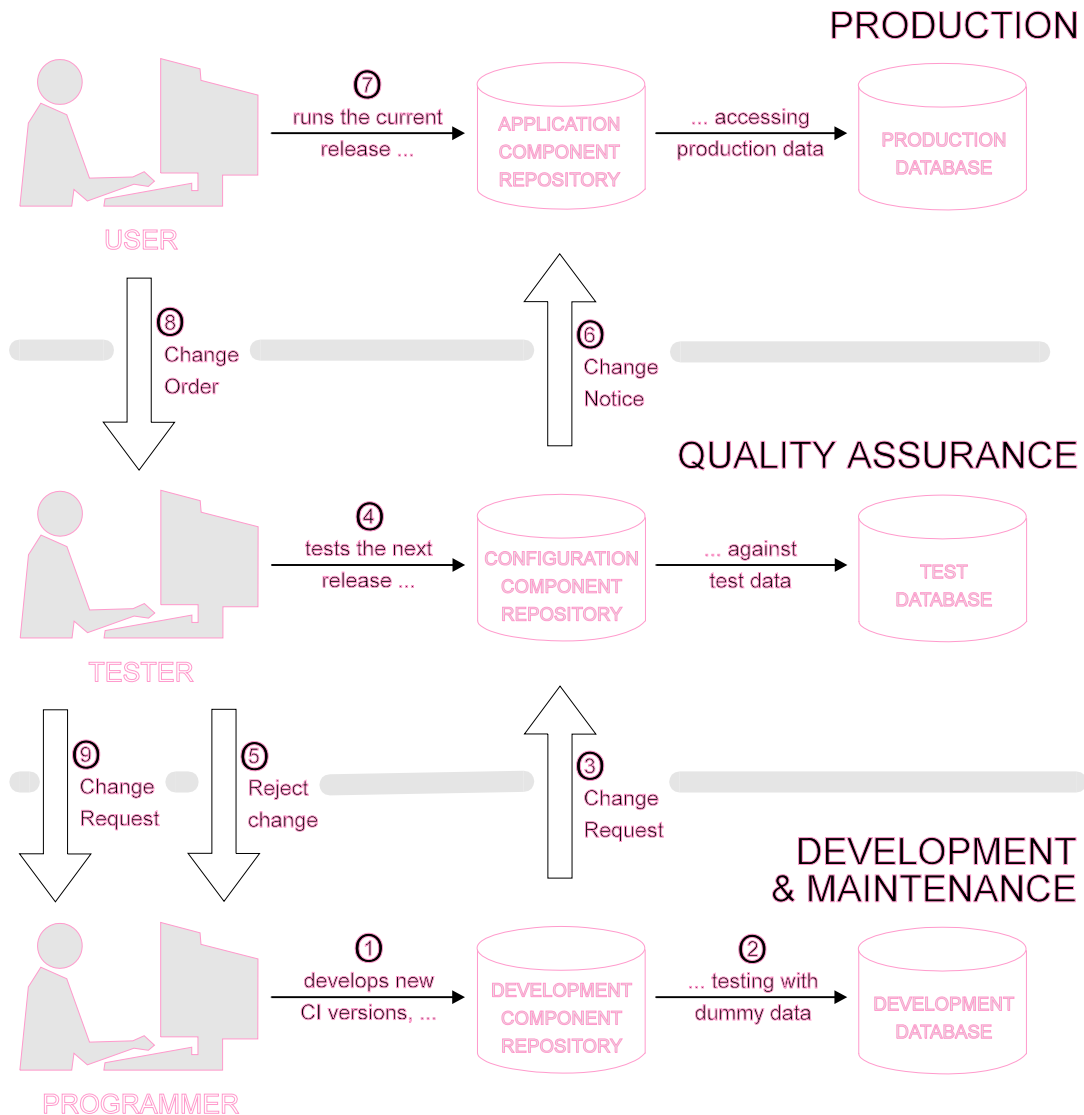 PRODUCTION
7
runs the current
release ...
APPLICATION
COMPONENT
REPOSITORY
... accessing
production data
PRODUCTION
DATABASE
USER
8
Change
Order
6
Change
Notice
QUALITY ASSURANCE
4
tests the next
release ...
CONFIGURATION
COMPONENT
REPOSITORY
... against
test data
TEST
DATABASE
TESTER
9
Change
Request
5
Reject
change
3
Change
Request
DEVELOPMENT
& MAINTENANCE
1
develops new
CI versions, ...
DEVELOPMENT
COMPONENT
REPOSITORY
2
... testing with
dummy data
DEVELOPMENT
DATABASE
PROGRAMMER